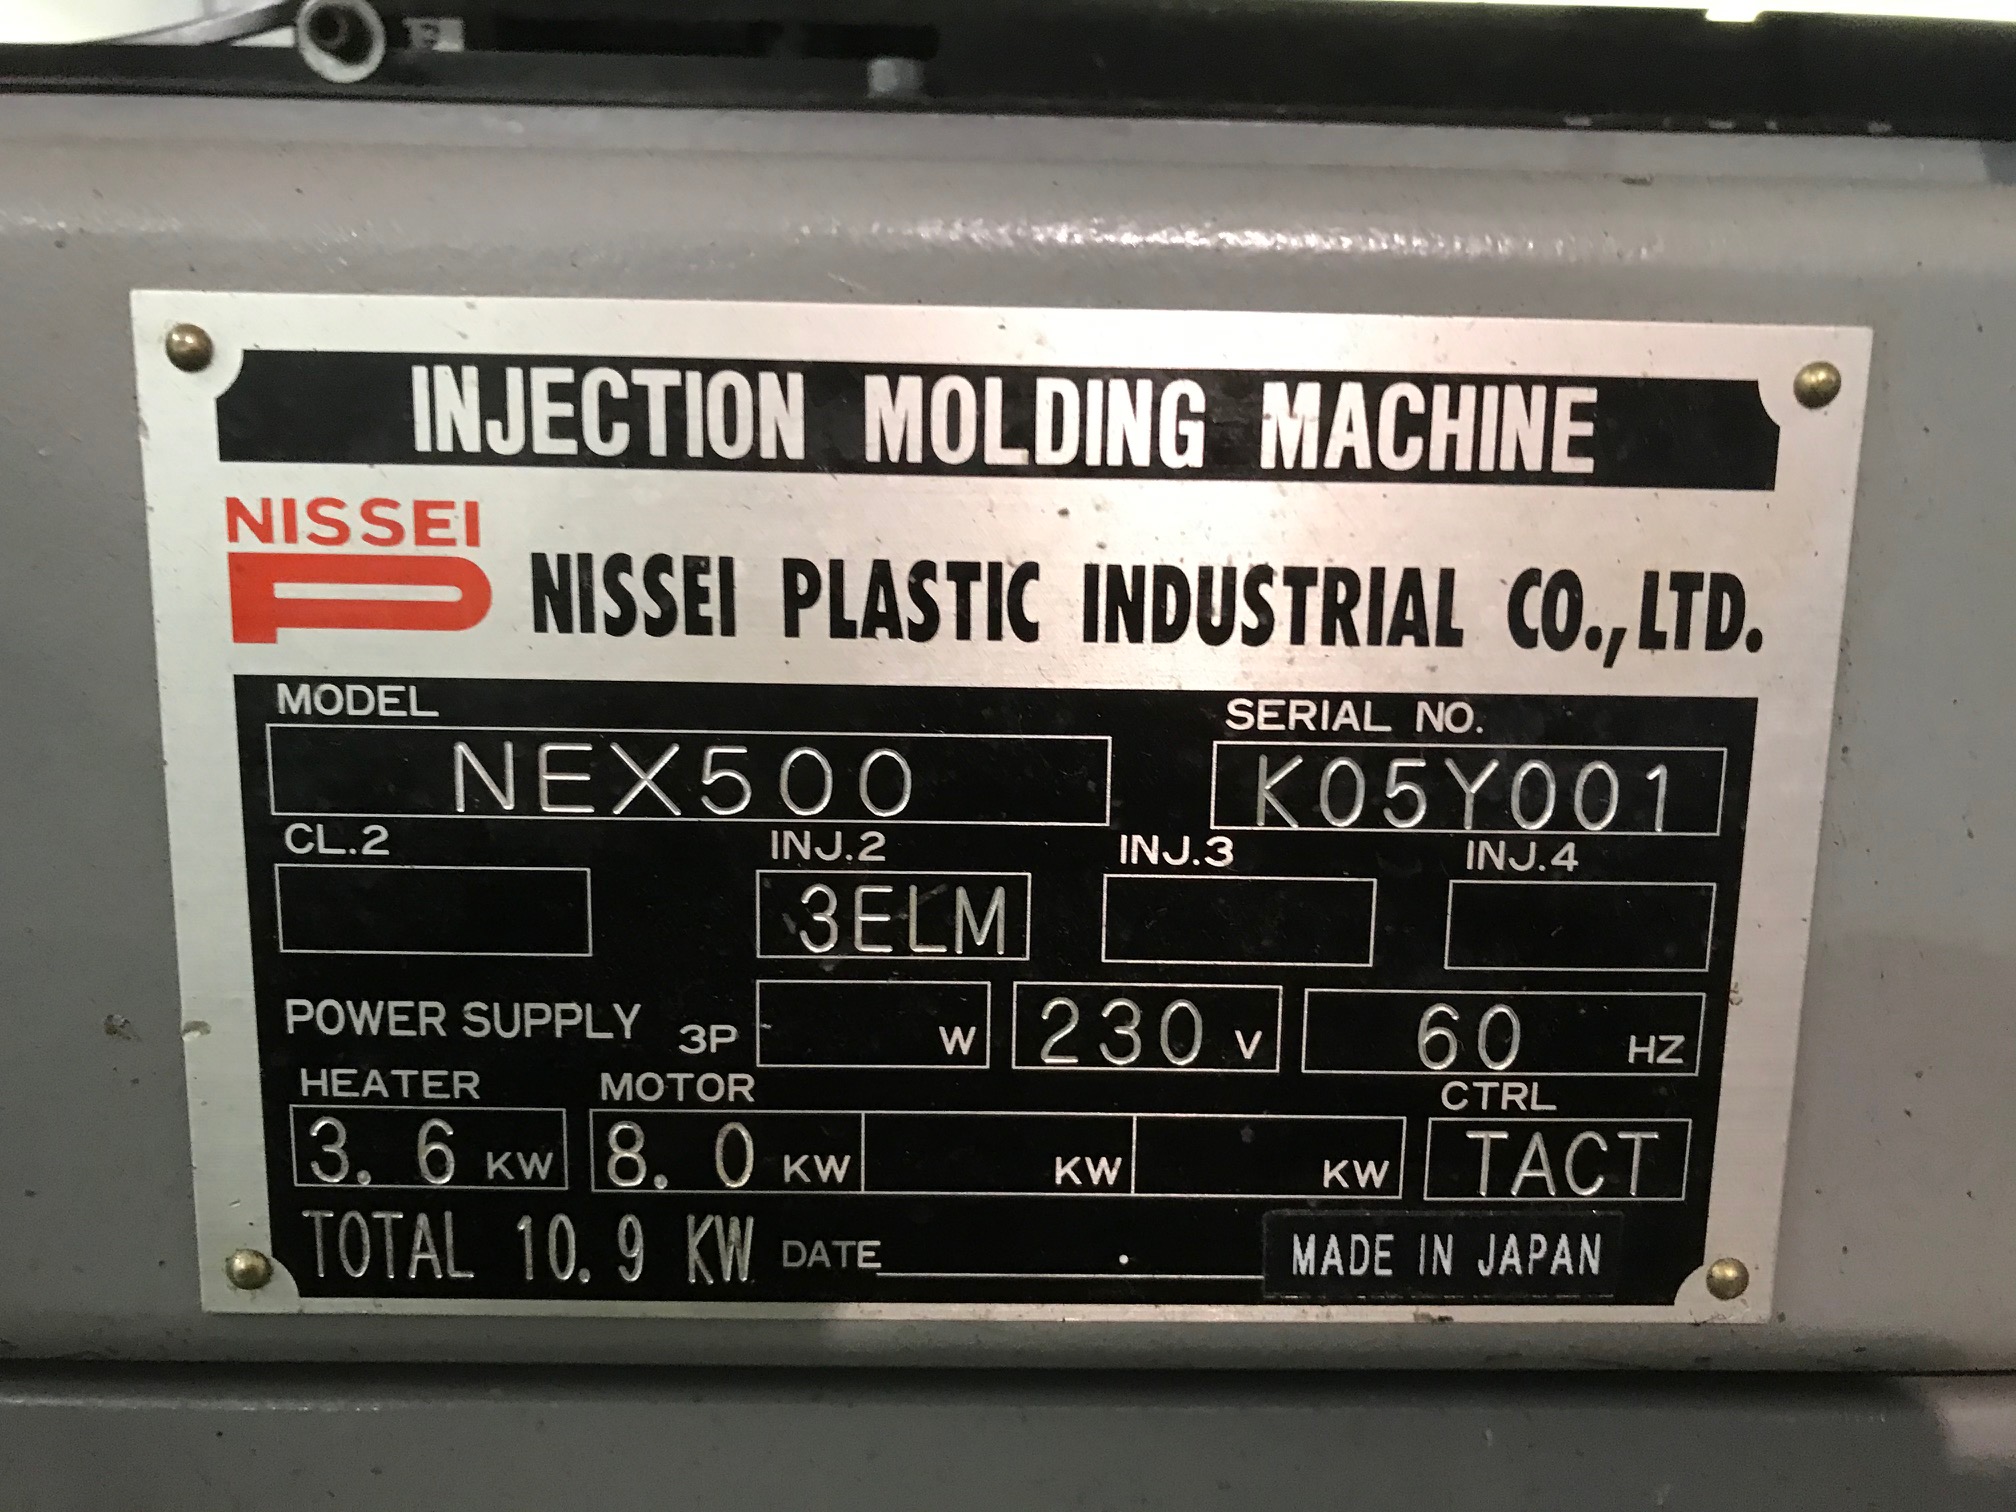 INJECTION MOLDING MACHINE
NISSEI
NISSEI PLASTIC INDUSTRIAL CO., LTD.
MODEL SERIAL NO.
NEX500 K05Y001
CL.2 INJ.2 INJ.3 INJ.4
3ELM
POWER SUPPLY 3P W 230 V 60 HZ
HEATER MOTOR CTRL
3.6 KW 8.0 KW KW KW TACT
TOTAL 10.9 KW DATE . MADE IN JAPAN